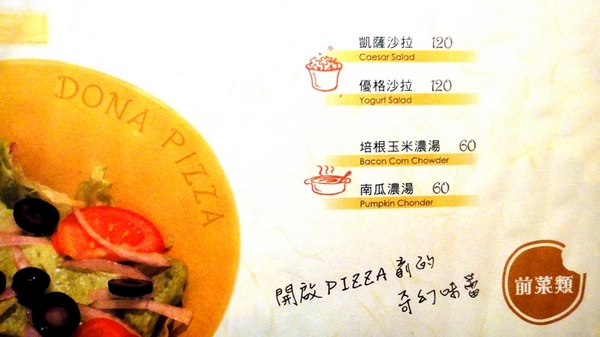 DONA PIZZA
凱薩沙拉 120
Caesar Salad
優格沙拉 120
Yogurt Salad
培根玉米濃湯 60
Bacon Corn Chowder
南瓜濃湯 60
Pumpkin Chonder
開啟PIZZA前的
奇幻味蕾
前菜類